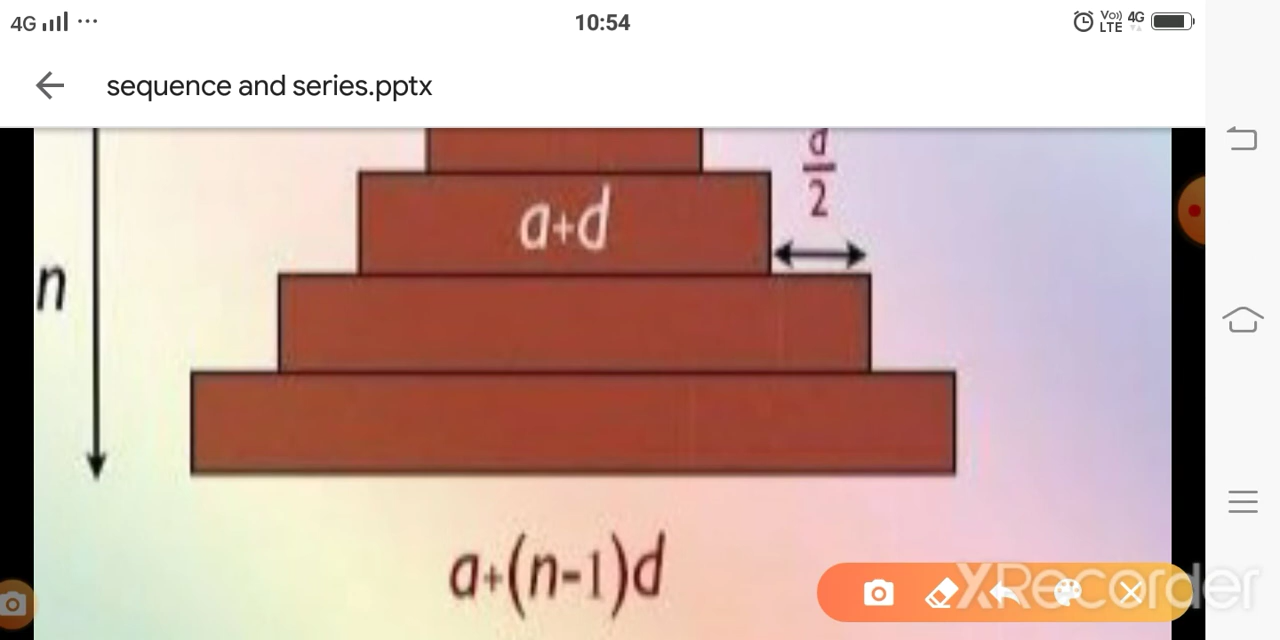 4G 10:54 Vo) LTE 4G
sequence and series.pptx
d
2
a+d
n
a+(n-1)d
XRecorder